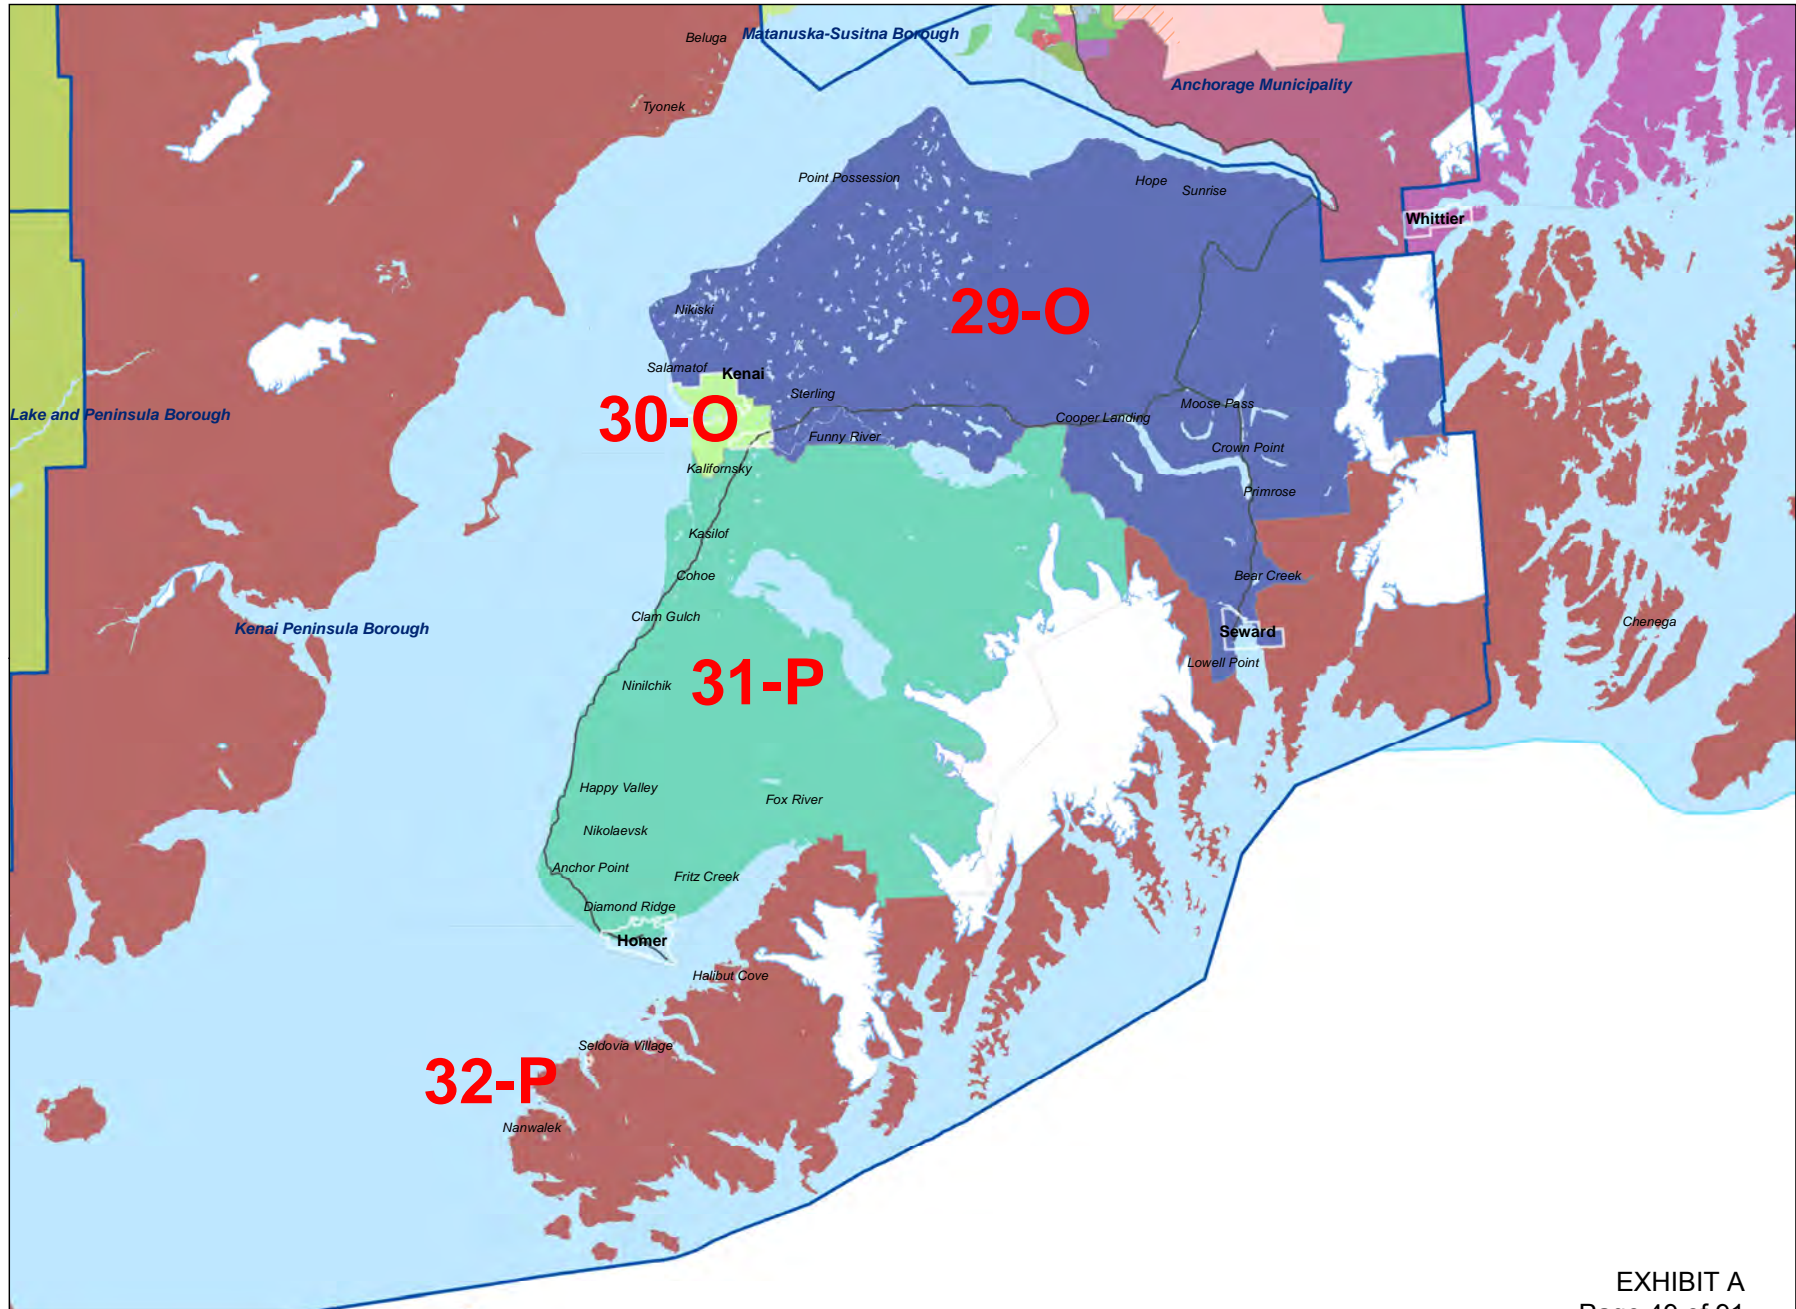 Beluga
Matanuska-Susitna Borough
Anchorage Municipality
Tyonek
Point Possession
Hope
Sunrise
Whittier
Nikiski
29-O
Salamatof
Kenai
Sterling
30-O
Lake and Peninsula Borough
Cooper Landing
Moose Pass
Funny River
Crown Point
Kalifornsky
Primrose
Kasilof
Cohoe
Bear Creek
Clam Gulch
Kenai Peninsula Borough
Chenega
Seward
Lowell Point
Ninilchik
31-P
Happy Valley
Fox River
Nikolaevsk
Anchor Point
Fritz Creek
Diamond Ridge
Homer
Halibut Cove
Seldovia Village
32-P
Nanwalek
EXHIBIT A